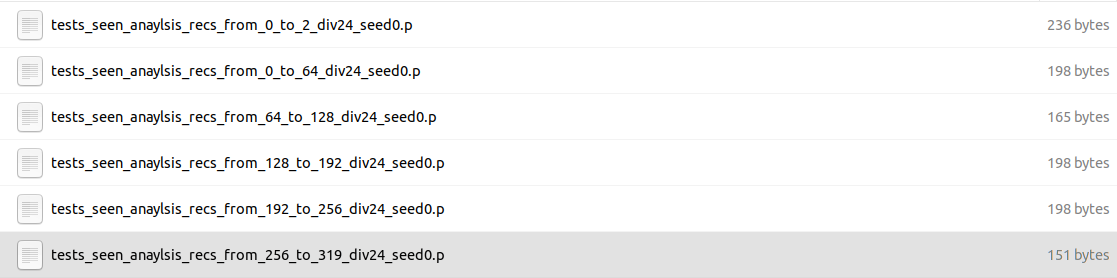 tests_seen_anaylsis_recs_from_0_to_2_div24_seed0.p 236 bytes
tests_seen_anaylsis_recs_from_0_to_64_div24_seed0.p 198 bytes
tests_seen_anaylsis_recs_from_64_to_128_div24_seed0.p 165 bytes
tests_seen_anaylsis_recs_from_128_to_192_div24_seed0.p 198 bytes
tests_seen_anaylsis_recs_from_192_to_256_div24_seed0.p 198 bytes
tests_seen_anaylsis_recs_from_256_to_319_div24_seed0.p 151 bytes